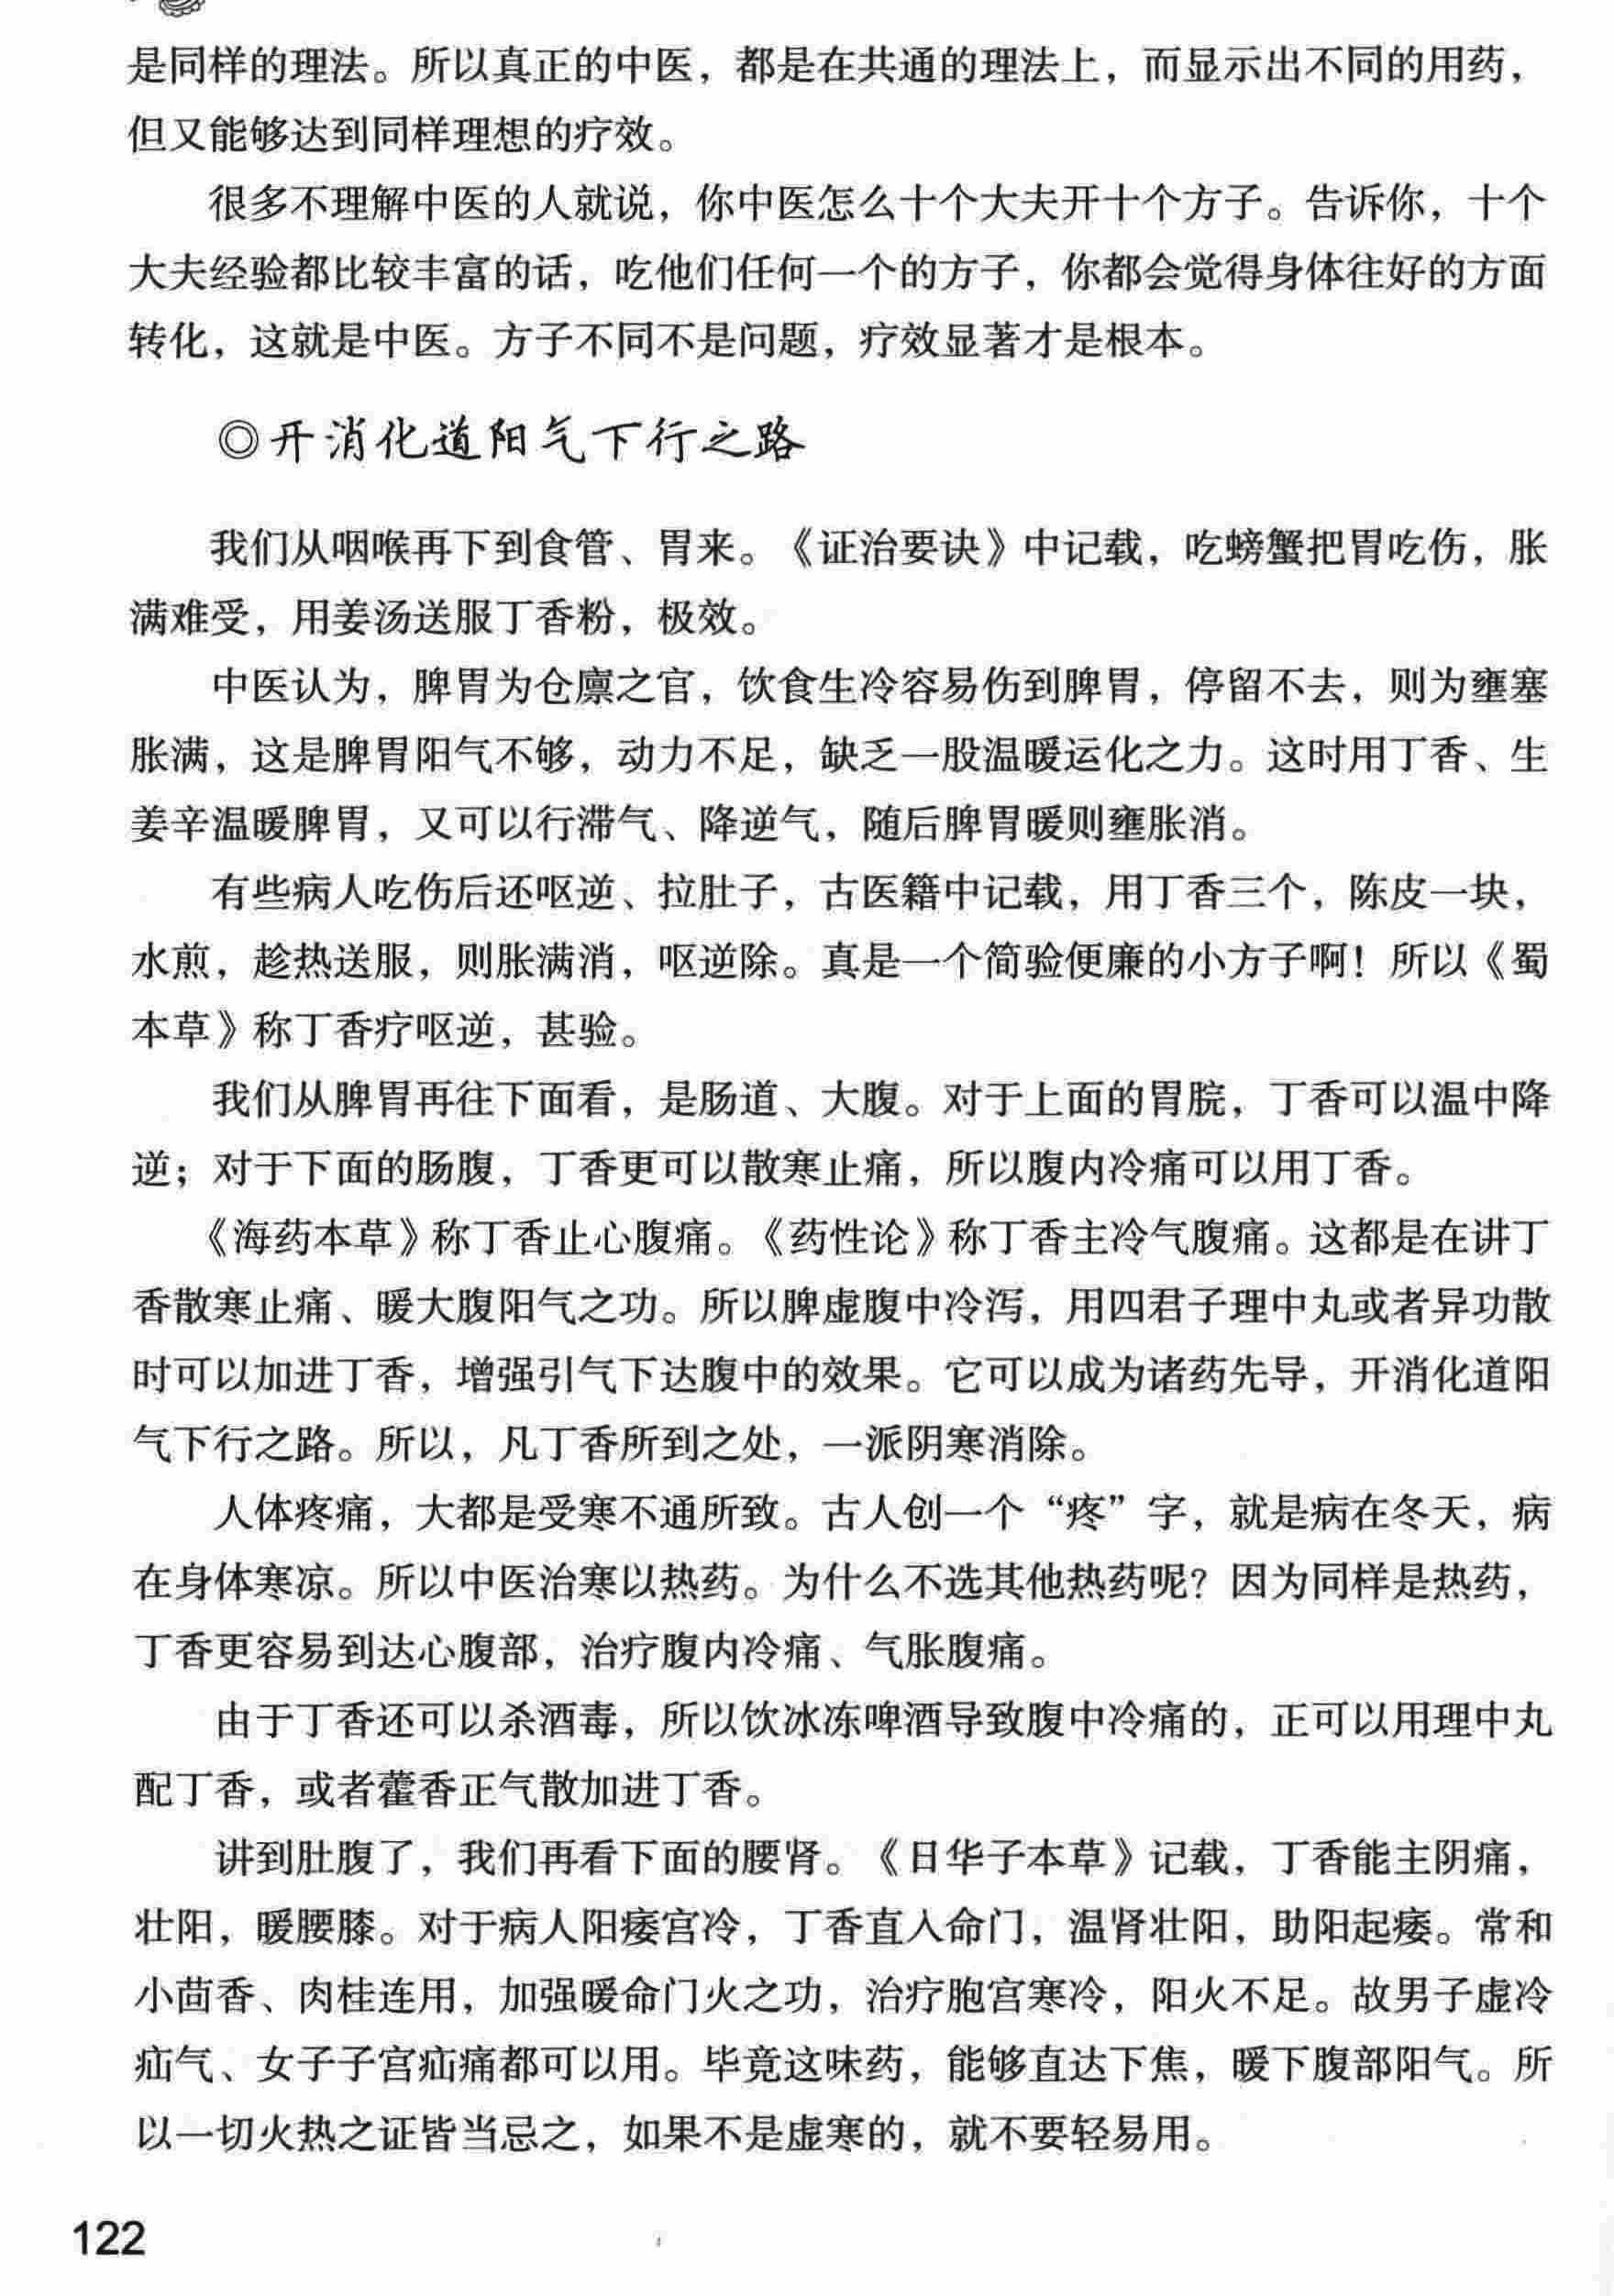 是同样的理法。所以真正的中医，都是在共通的理法上，而显示出不同的用药，
但又能够达到同样理想的疗效。
很多不理解中医的人就说，你中医怎么十个大夫开十个方子。告诉你，十个
大夫经验都比较丰富的话，吃他们任何一个的方子，你都会觉得身体往好的方面
转化，这就是中医。方子不同不是问题，疗效显著才是根本。
◎开消化道阳气下行之路
我们从咽喉再下到食管、胃来。《证治要诀》中记载，吃螃蟹把胃吃伤，胀
满难受，用姜汤送服丁香粉，极效。
中医认为，脾胃为仓廪之官，饮食生冷容易伤到脾胃，停留不去，则为壅塞
胀满，这是脾胃阳气不够，动力不足，缺乏一股温暖运化之力。这时用丁香、生
姜辛温暖脾胃，又可以行滞气、降逆气，随后脾胃暖则壅胀消。
有些病人吃伤后还呕逆、拉肚子，古医籍中记载，用丁香三个，陈皮一块，
水煎，趁热送服，则胀满消，呕逆除。真是一个简验便廉的小方子啊！所以《蜀
本草》称丁香疗呕逆，甚验。
我们从脾胃再往下面看，是肠道、大腹。对于上面的胃脘，丁香可以温中降
逆；对于下面的肠腹，丁香更可以散寒止痛，所以腹内冷痛可以用丁香。
《海药本草》称丁香止心腹痛。《药性论》称丁香主冷气腹痛。这都是在讲丁
香散寒止痛、暖大腹阳气之功。所以脾虚腹中冷泻，用四君子理中丸或者异功散
时可以加进丁香，增强引气下达腹中的效果。它可以成为诸药先导，开消化道阳
气下行之路。所以，凡丁香所到之处，一派阴寒消除。
人体疼痛，大都是受寒不通所致。古人创一个“疼”字，就是病在冬天，病
在身体寒凉。所以中医治寒以热药。为什么不选其他热药呢？因为同样是热药，
丁香更容易到达心腹部，治疗腹内冷痛、气胀腹痛。
由于丁香还可以杀酒毒，所以饮冰冻啤酒导致腹中冷痛的，正可以用理中丸
配丁香，或者藿香正气散加进丁香。
讲到肚腹了，我们再看下面的腰肾。《日华子本草》记载，丁香能主阴痛，
壮阳，暖腰膝。对于病人阳痿宫冷，丁香直入命门，温肾壮阳，助阳起痿。常和
小茴香、肉桂连用，加强暖命门火之功，治疗胞宫寒冷，阳火不足。故男子虚冷
疝气、女子子宫疝痛都可以用。毕竟这味药，能够直达下焦，暖下腹部阳气。所
以一切火热之证皆当忌之，如果不是虚寒的，就不要轻易用。
122